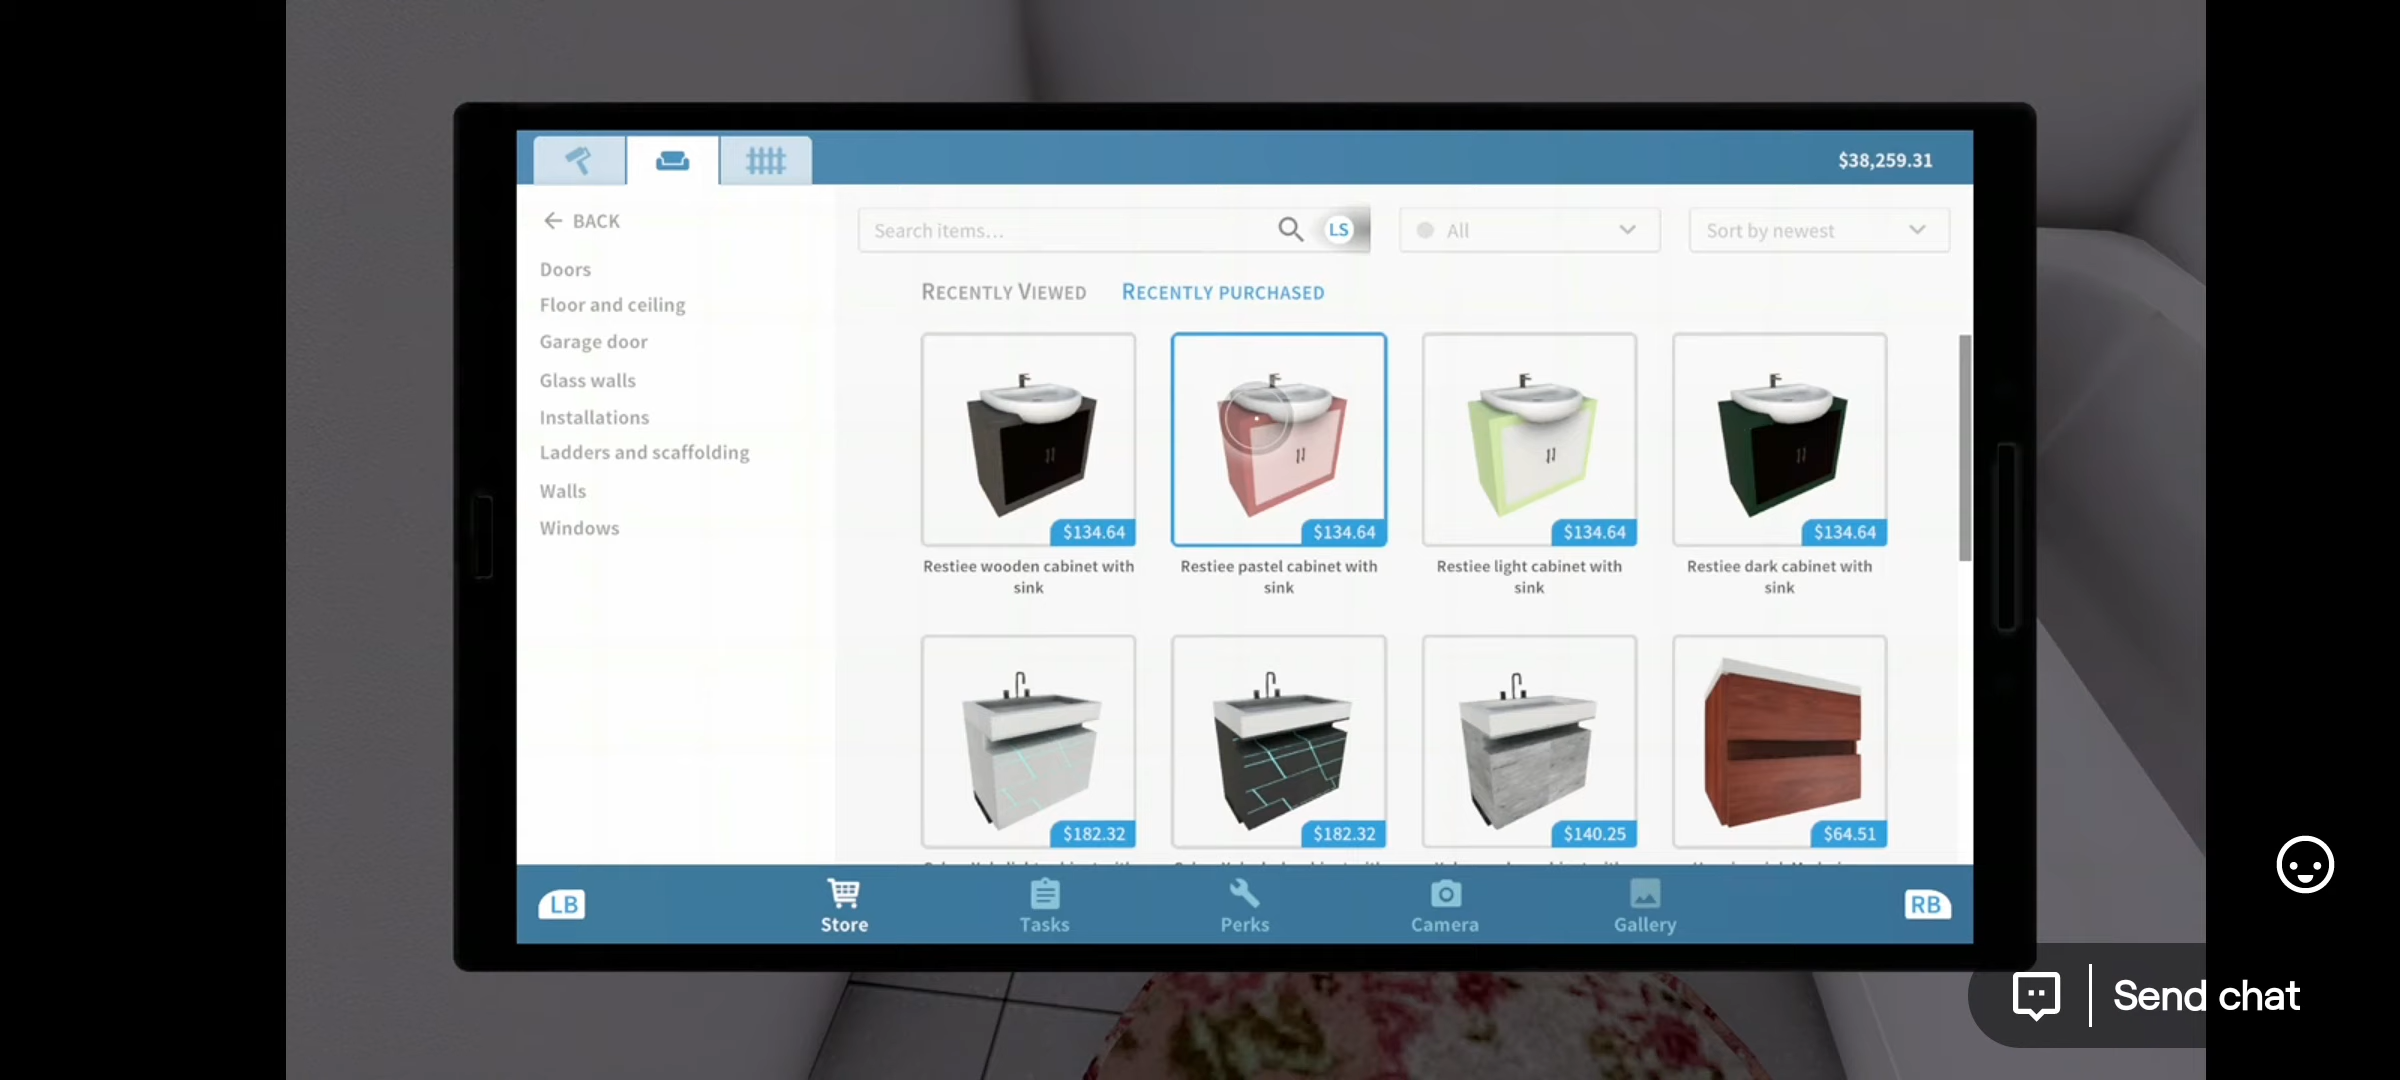 $38,259.31
BACK
Search items...
LS
All
Sort by newest
Doors
Floor and ceiling
Garage door
Glass walls
Installations
Ladders and scaffolding
Walls
Windows
RECENTLY VIEWED
RECENTLY PURCHASED
$134.64
$134.64
$134.64
$134.64
Restiee wooden cabinet with
sink
Restiee pastel cabinet with
sink
Restiee light cabinet with
sink
Restiee dark cabinet with
sink
$182.32
$182.32
$140.25
$64.51
LB
Store
Tasks
Perks
Camera
Gallery
RB
Send chat